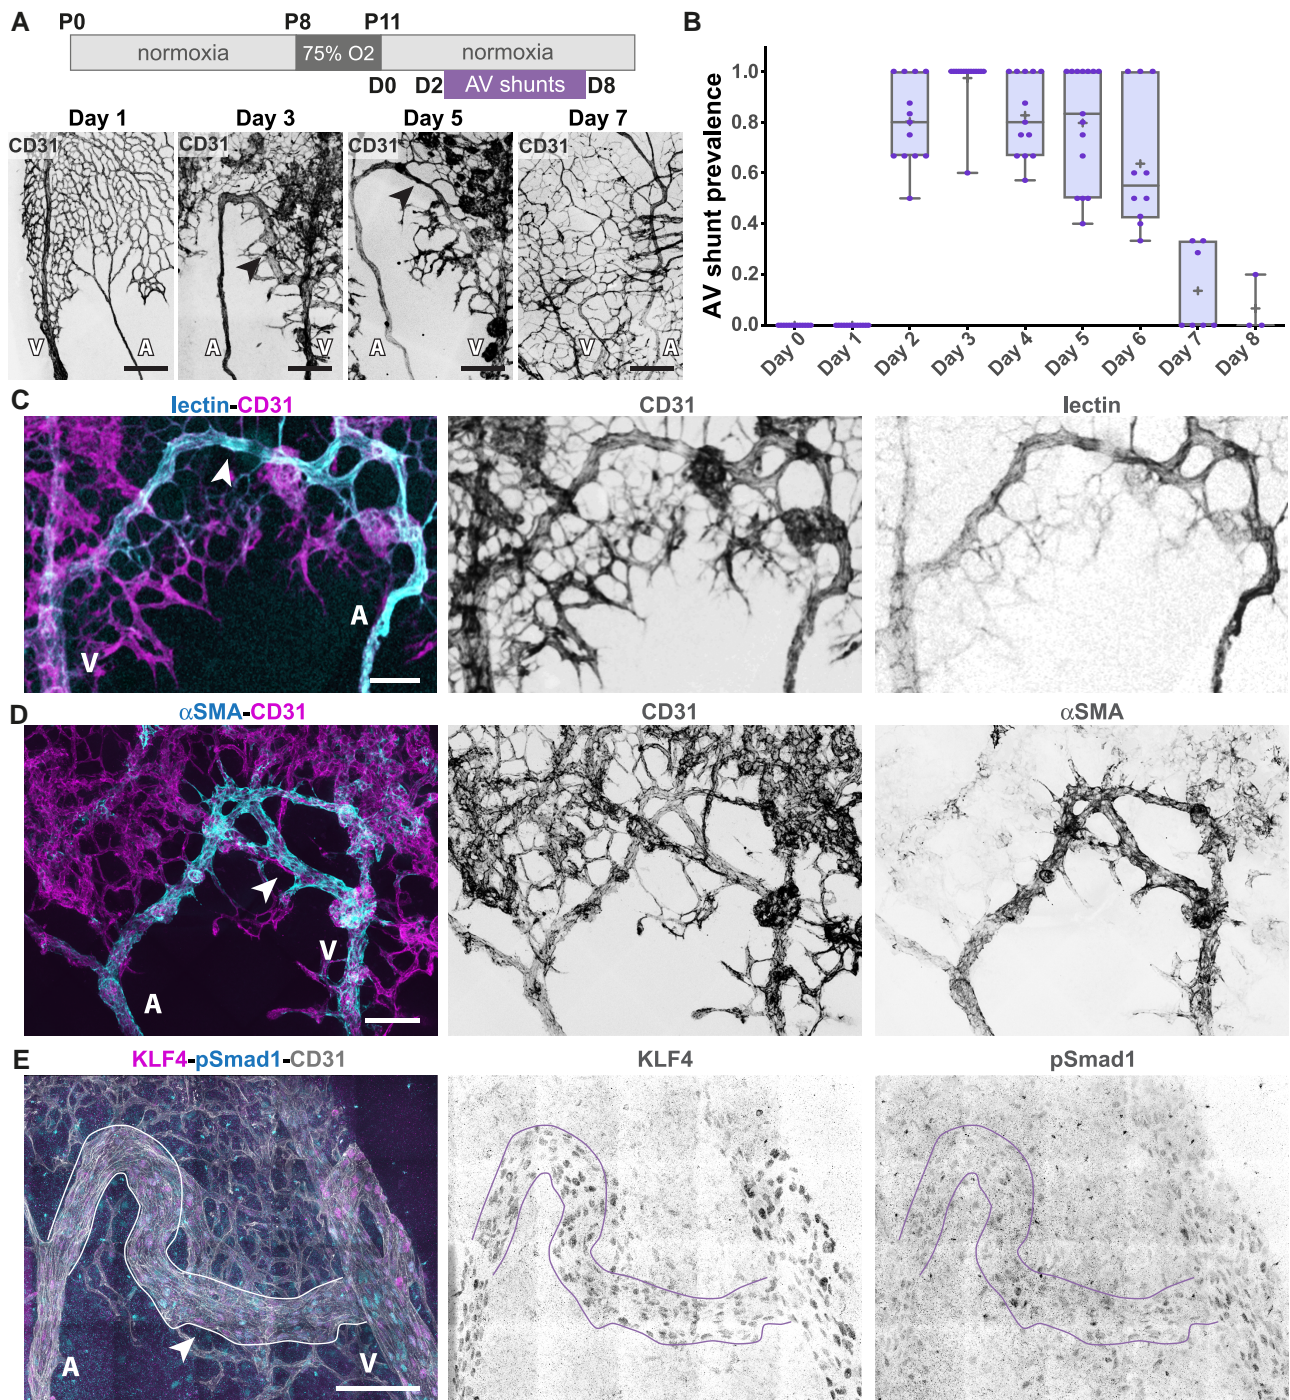 A
P0 P8 P11
normoxia 75% O2 normoxia
D0 D2 AV shunts D8
Day 1 Day 3 Day 5 Day 7
CD31 CD31 CD31 CD31
V A A V A V V A
B
AV shunt prevalence
1.0
0.8
0.6
0.4
0.2
0.0
Day 0 Day 1 Day 2 Day 3 Day 4 Day 5 Day 6 Day 7 Day 8
C
lectin-CD31 CD31 lectin
A
V
D
αSMA-CD31 CD31 αSMA
V
A
E
KLF4-pSmad1-CD31 KLF4 pSmad1
A V